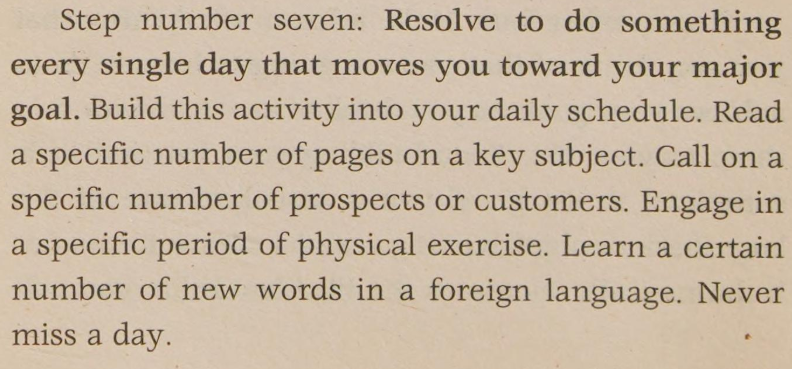 Step number seven: Resolve to do something
every single day that moves you toward your major
goal. Build this activity into your daily schedule. Read
a specific number of pages on a key subject. Call on a
specific number of prospects or customers. Engage in
a specific period of physical exercise. Learn a certain
number of new words in a foreign language. Never
miss a day.